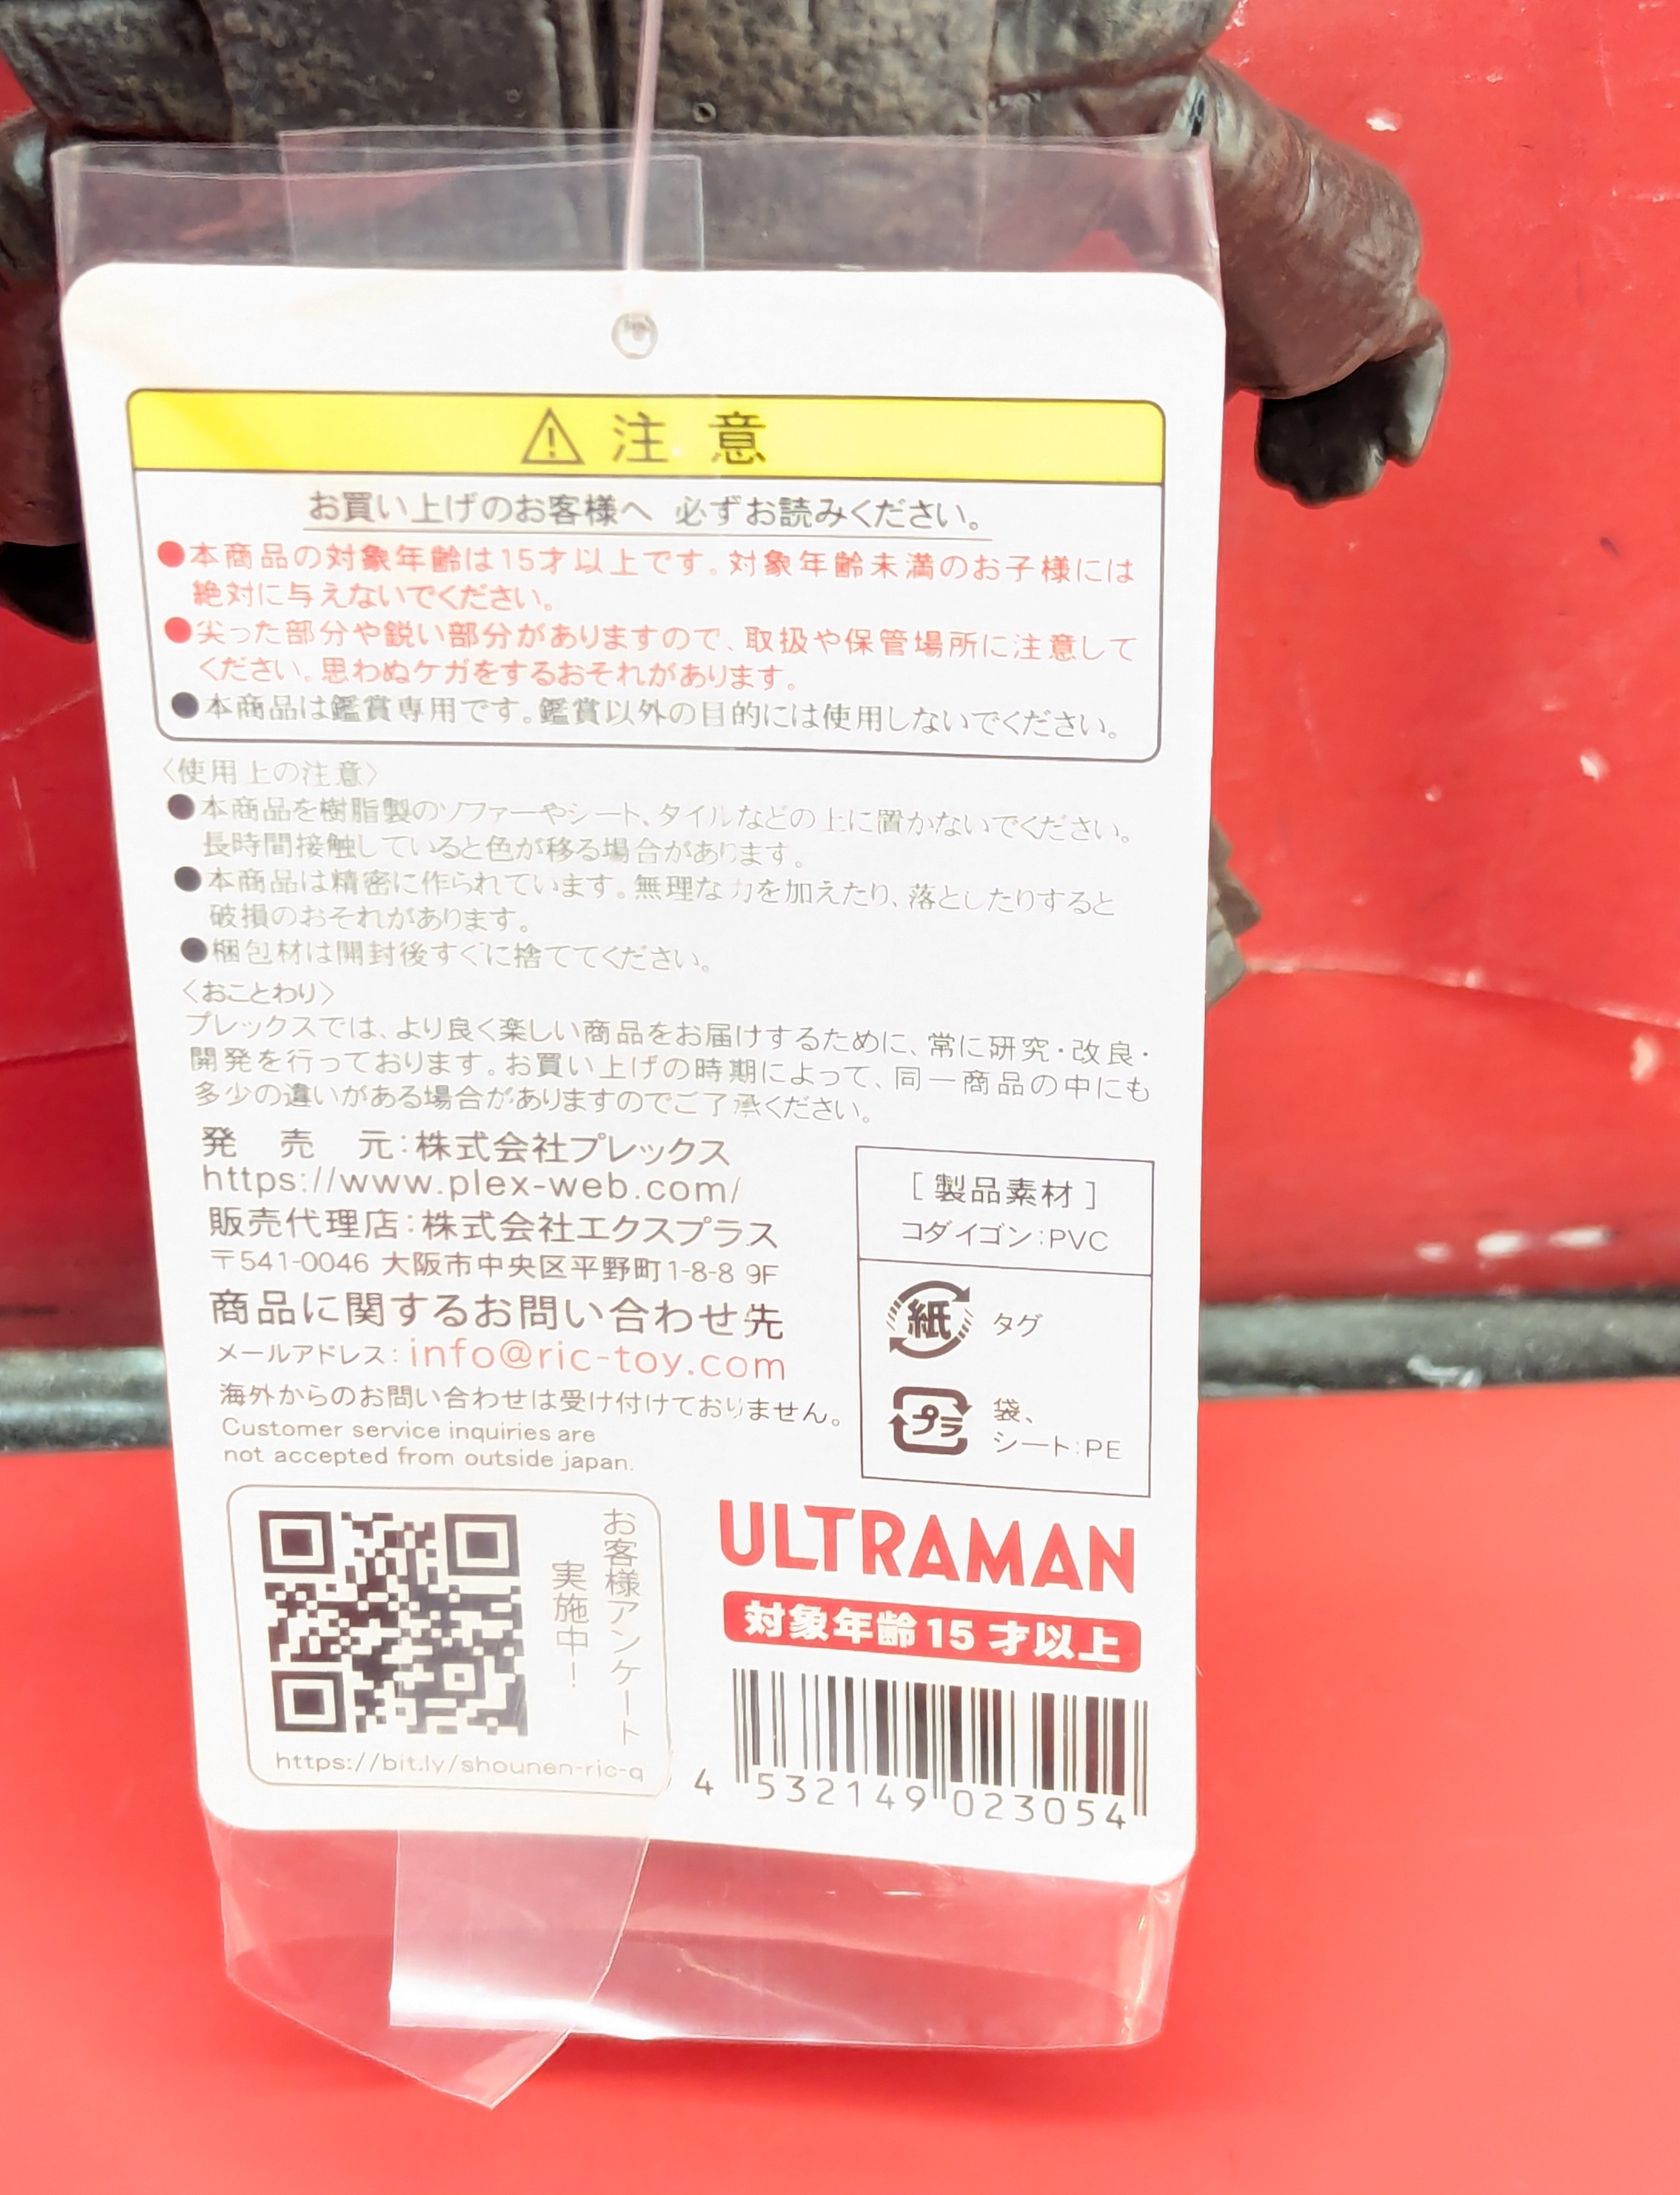 注意
お買い上げのお客様へ 必ずお読みください。
●本商品の対象年齢は15才以上です。対象年齢未満のお子様には
絶対に与えないでください。
●尖った部分や鋭い部分がありますので、取扱や保管場所に注意して
ください。思わぬケガをするおそれがあります。
●本商品は鑑賞専用です。鑑賞以外の目的には使用しないでください。
〈使用上の注意〉
●本商品を樹脂製のソファーやシート、タイルなどの上に置かないでください。
長時間接触していると色が移る場合があります。
●本商品は精密に作られています。無理な力を加えたり、落としたりすると
破損のおそれがあります。
●梱包材は開封後すぐに捨ててください。
〈おことわり〉
プレックスでは、より良く楽しい商品をお届けするために、常に研究・改良・
開発を行っております。お買い上げの時期によって、同一商品の中にも
多少の違いがある場合がありますのでご了承ください。
発 売 元:株式会社プレックス
https://www.plex-web.com/
販売代理店:株式会社エクスプラス
〒541-0046 大阪市中央区平野町1-8-8 9F
商品に関するお問い合わせ先
メールアドレス:info@ric-toy.com
海外からのお問い合わせは受け付けておりません。
Customer service inquiries are
not accepted from outside japan.
[製品素材]
コダイゴン:PVC
紙 タグ
プラ 袋、
シート:PE
お客様アンケート
実施中!
https://bit.ly/shounen-ric-q
ULTRAMAN
対象年齢15才以上
4 532149 023054